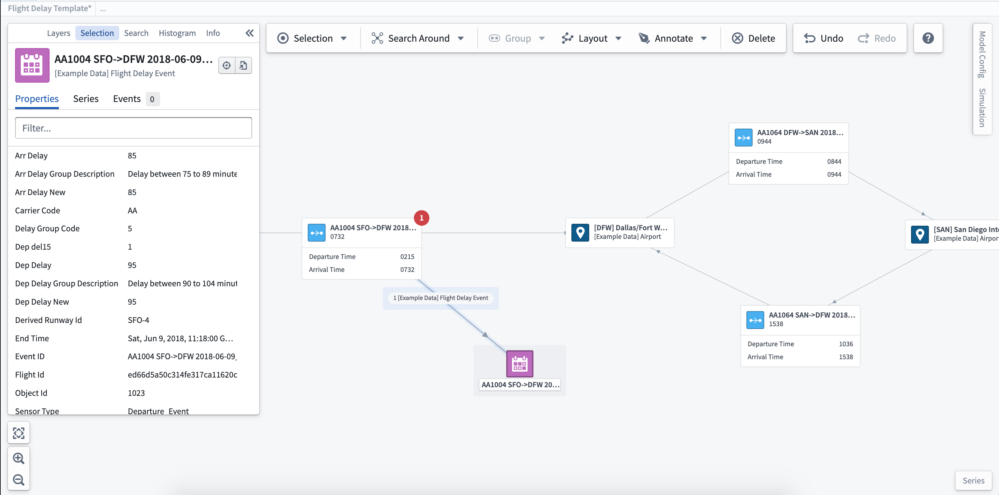 Flight Delay Template* ...
Layers Selection Search Histogram Info
AA1004 SFO->DFW 2018-06-09...
[Example Data] Flight Delay Event
Properties Series Events 0
Filter...
Arr Delay 85
Arr Delay Group Description Delay between 75 to 89 minute
Arr Delay New 85
Carrier Code AA
Delay Group Code 5
Dep del15 1
Dep Delay 95
Dep Delay Group Description Delay between 90 to 104 minut
Dep Delay New 95
Derived Runway Id SFO-4
End Time Sat, Jun 9, 2018, 11:18:00 G...
Event ID AA1004 SFO->DFW 2018-06-09_
Flight Id ed66d5a50c314fe317ca11620c
Object Id 1023
Sensor Type Departure_Event
Selection Search Around Group Layout Annotate Delete Undo Redo ?
Model Config Simulation
AA1064 DFW->SAN 2018...
0944
Departure Time 0844
Arrival Time 0944
1
AA1004 SFO->DFW 2018...
0732
Departure Time 0215
Arrival Time 0732
[DFW] Dallas/Fort W...
[Example Data] Airport
[SAN] San Diego Inte
[Example Data] Airpor
1 [Example Data] Flight Delay Event
AA1064 SAN->DFW 2018...
1538
Departure Time 1036
Arrival Time 1538
AA1004 SFO->DFW 20...
Series